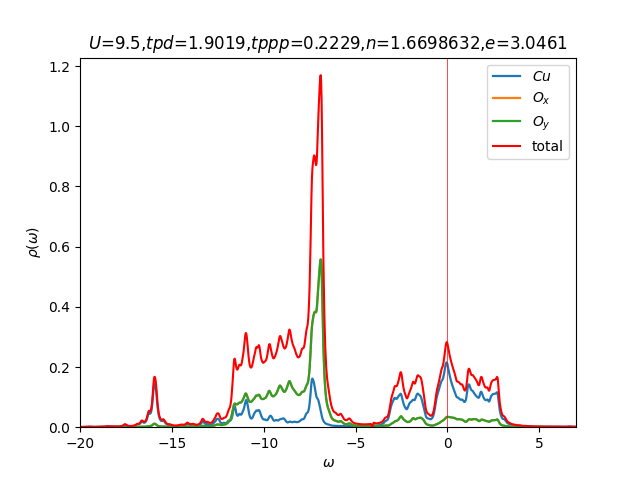 U=9.5,tpd=1.9019,tppp=0.2229,n=1.6698632,e=3.0461
1.2
1.0
0.8
0.6
0.4
0.2
0.0
ρ(ω)
Cu
Oₓ
O_y
total
−20 −15 −10 −5 0 5
ω